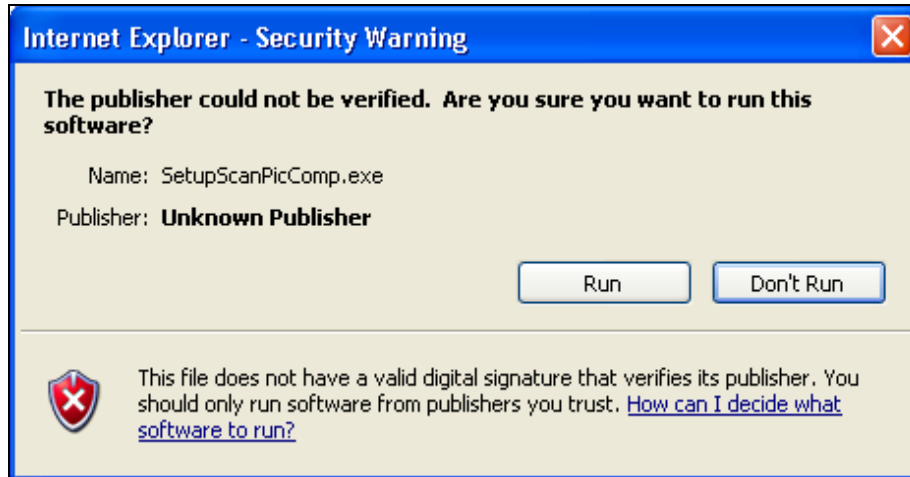 Internet Explorer - Security Warning
The publisher could not be verified. Are you sure you want to run this
software?
Name: SetupScanPicComp.exe
Publisher: Unknown Publisher
Run Don't Run
This file does not have a valid digital signature that verifies its publisher. You
should only run software from publishers you trust. How can I decide what
software to run?